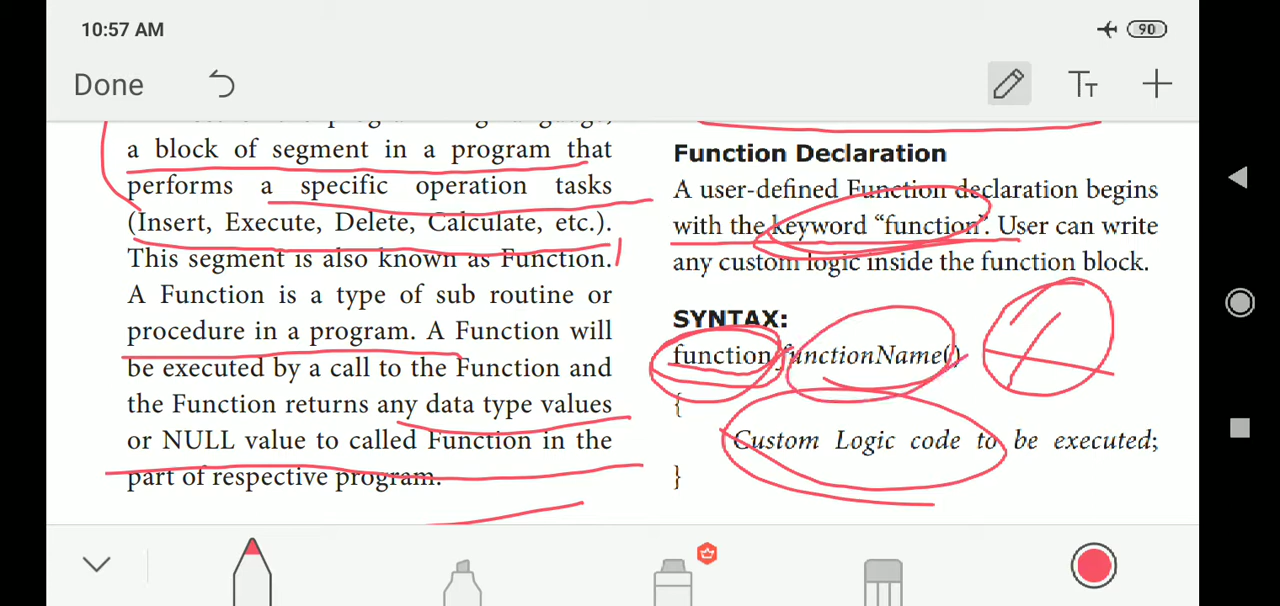 10:57 AM
90
Done
a block of segment in a program that
performs a specific operation tasks
(Insert, Execute, Delete, Calculate, etc.).
This segment is also known as Function.
A Function is a type of sub routine or
procedure in a program. A Function will
be executed by a call to the Function and
the Function returns any data type values
or NULL value to called Function in the
part of respective program.
Function Declaration
A user-defined Function declaration begins
with the keyword “function”. User can write
any custom logic inside the function block.
SYNTAX:
function functionName()
{
Custom Logic code to be executed;
}